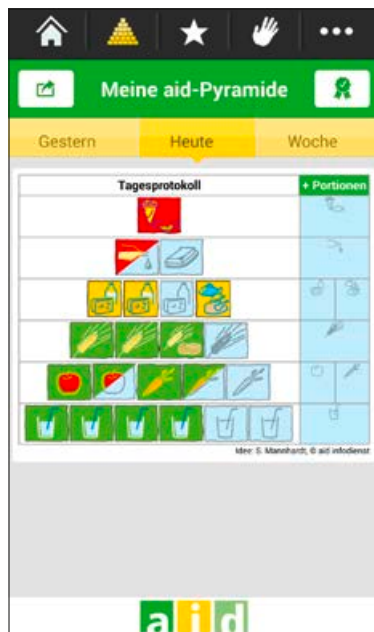 Meine aid-Pyramide
Gestern Heute Woche
Tagesprotokoll + Portionen
Idee: S. Mannhardt, © aid infodienst
aid